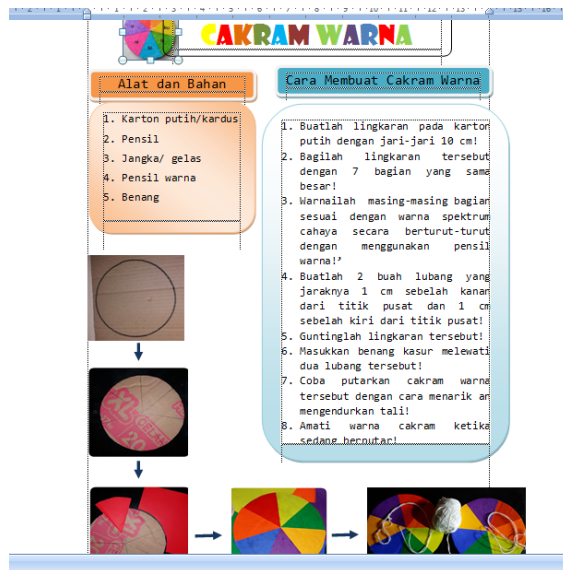 CAKRAM WARNA
Alat dan Bahan
1. Karton putih/kardus
2. Pensil
3. Jangka/ gelas
4. Pensil warna
5. Benang
Cara Membuat Cakram Warna
1. Buatlah lingkaran pada karton
putih dengan jari-jari 10 cm!
2. Bagilah lingkaran tersebut
dengan 7 bagian yang sama
besar!
3. Warnailah masing-masing bagian
sesuai dengan warna spektrum
cahaya secara berturut-turut
dengan menggunakan pensil
warna!’
4. Buatlah 2 buah lubang yang
jaraknya 1 cm sebelah kanan
dari titik pusat dan 1 cm
sebelah kiri dari titik pusat!
5. Guntinglah lingkaran tersebut!
6. Masukkan benang kasur melewati
dua lubang tersebut!
7. Coba putarkan cakram warna
tersebut dengan cara menarik an
mengendurkan tali!
8. Amati warna cakram ketika
sedang berputar!
XL
20